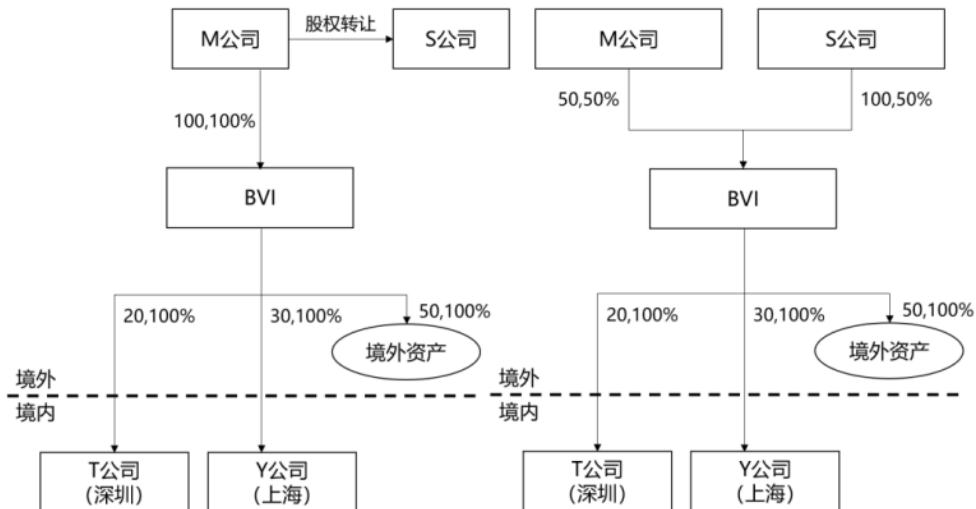 M公司
股权转让
S公司
100,100%
BVI
20,100%
30,100%
50,100%
境外资产
境外
境内
T公司
(深圳)
Y公司
(上海)
M公司
S公司
50,50%
100,50%
BVI
20,100%
30,100%
50,100%
境外资产
境外
境内
T公司
(深圳)
Y公司
(上海)